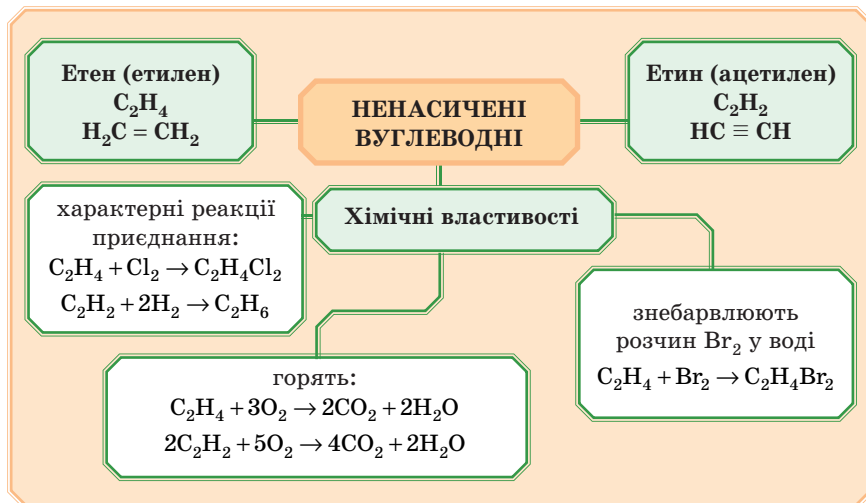 Етен (етилен)
C₂H₄
H₂C = CH₂
НЕНАСИЧЕНІ
ВУГЛЕВОДНІ
Етин (ацетилен)
C₂H₂
HC ≡ CH
Хімічні властивості
характерні реакції
приєднання:
C₂H₄ + Cl₂ → C₂H₄Cl₂
C₂H₂ + 2H₂ → C₂H₆
горять:
C₂H₄ + 3O₂ → 2CO₂ + 2H₂O
2C₂H₂ + 5O₂ → 4CO₂ + 2H₂O
знебарвлюють
розчин Br₂ у воді
C₂H₄ + Br₂ → C₂H₄Br₂